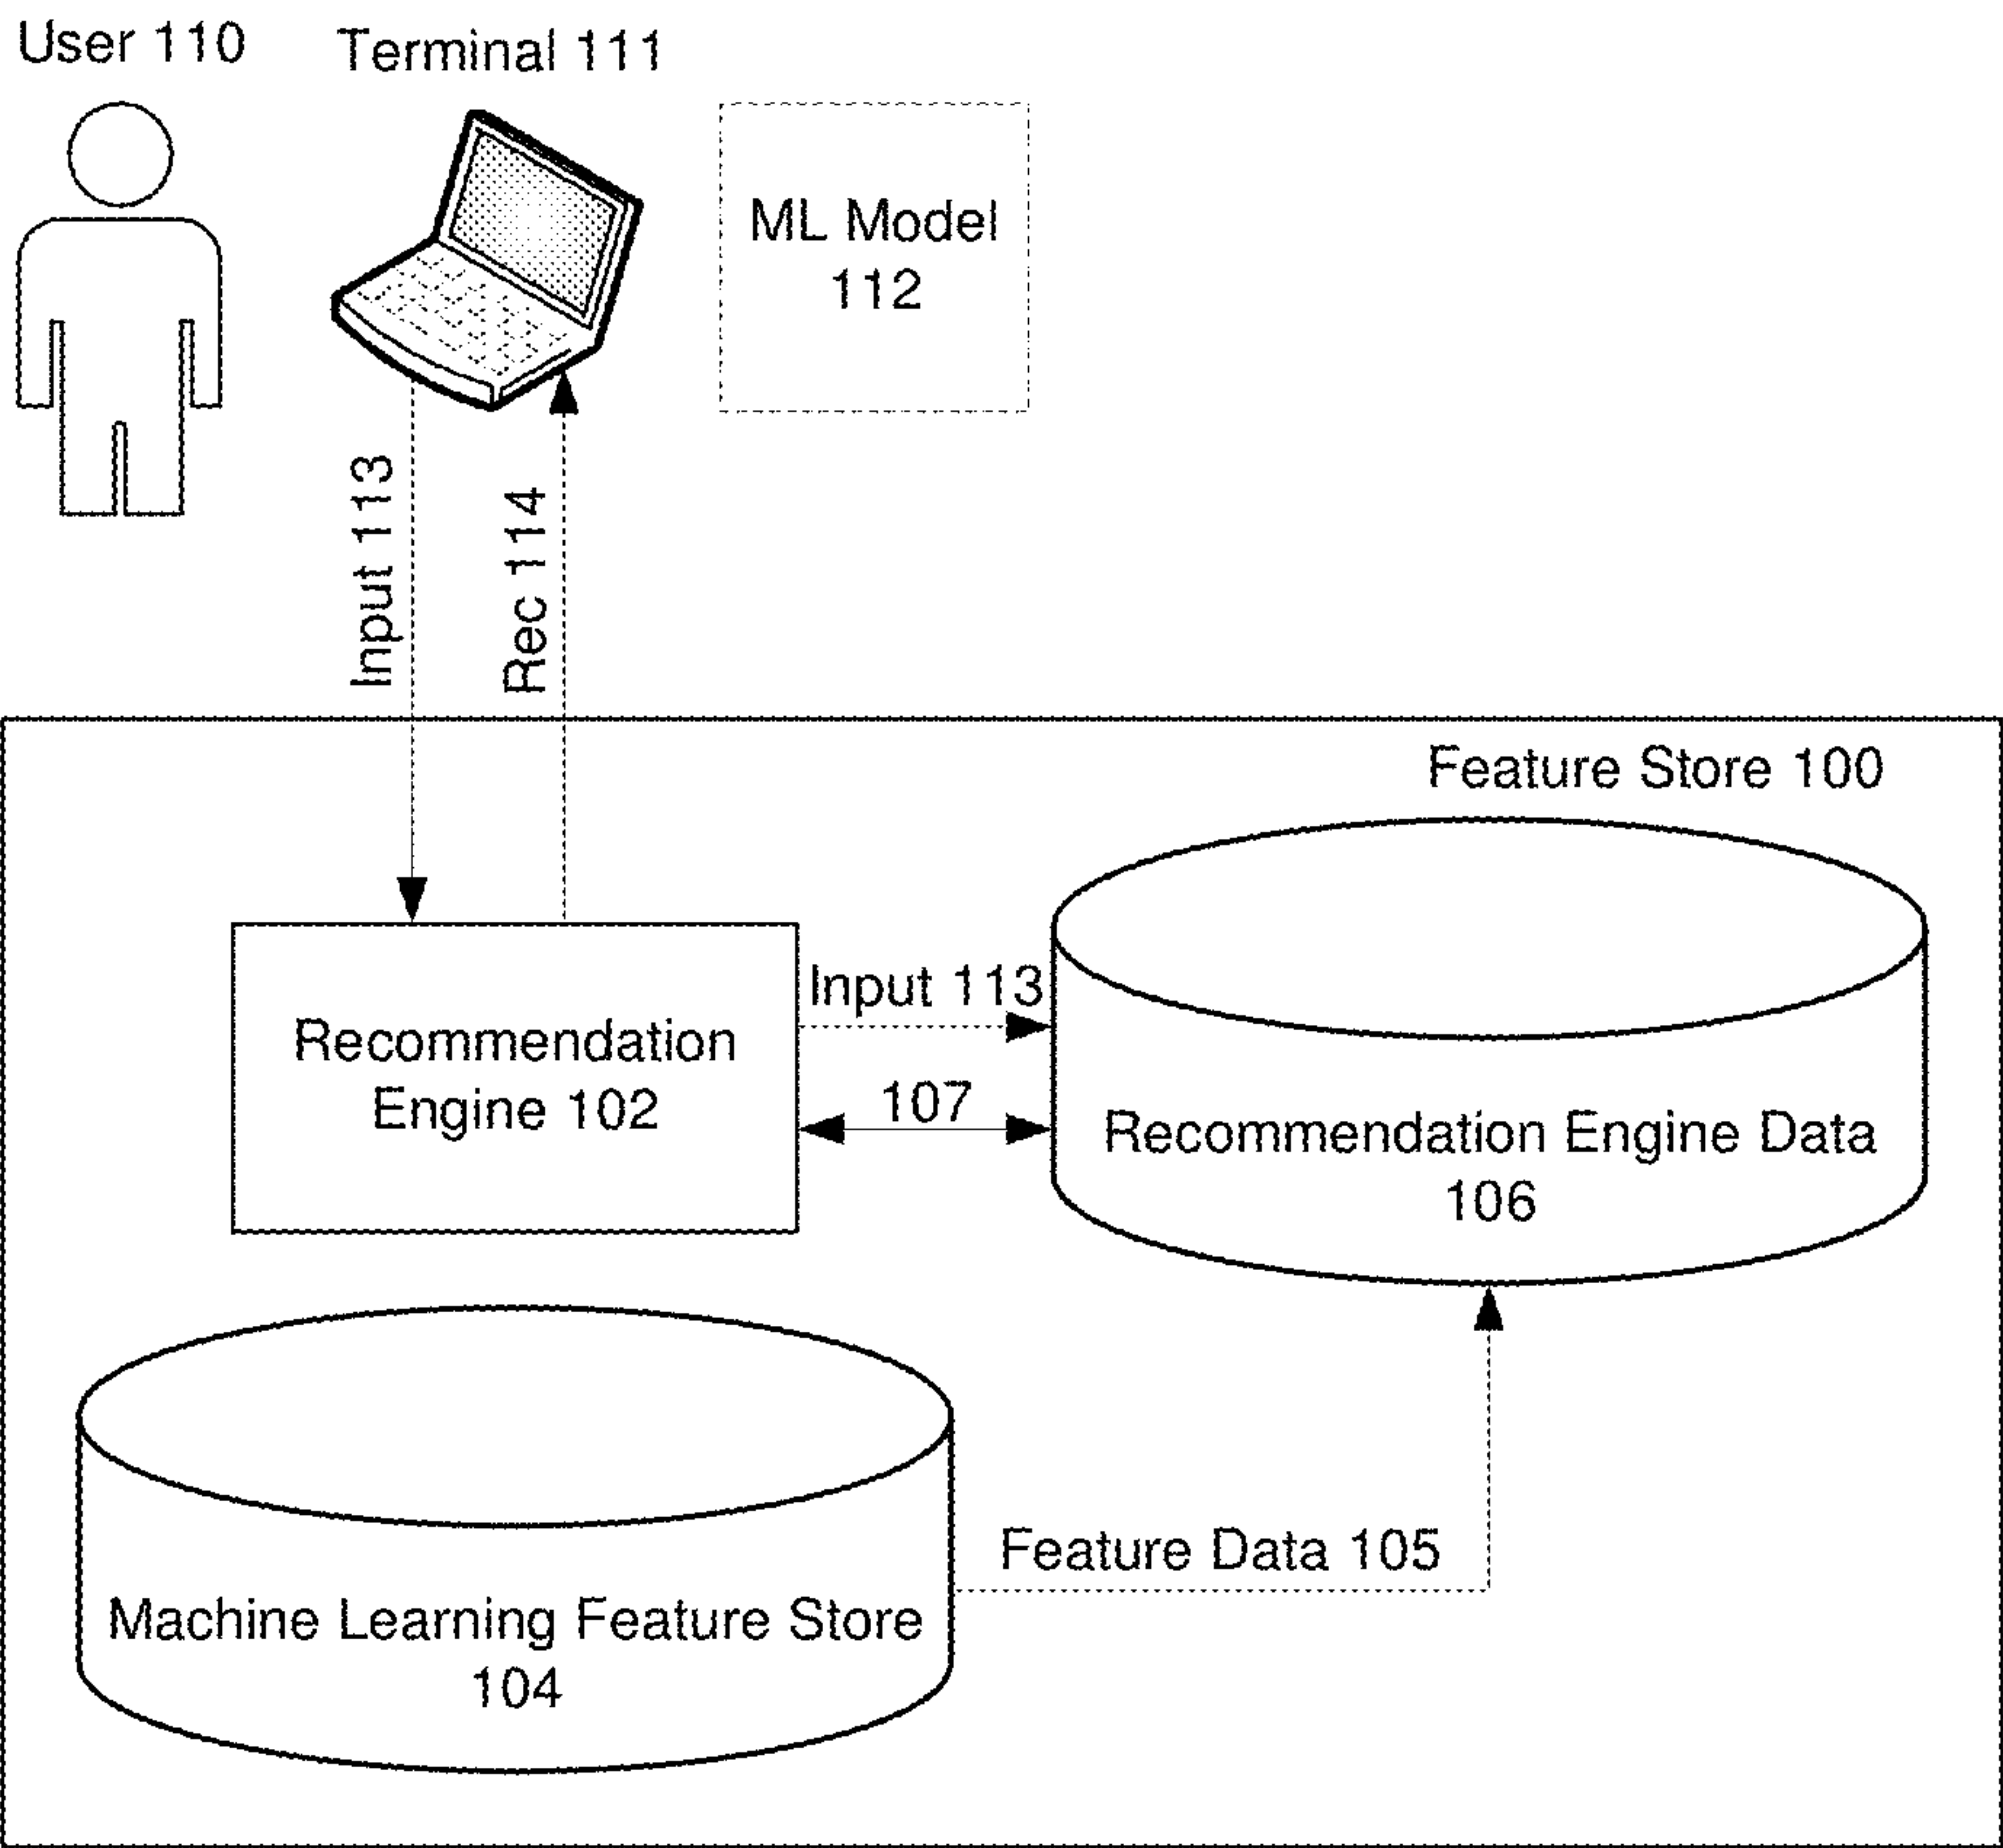 User 110
Terminal 111
ML Model
112
Input 113
Rec 114
Feature Store 100
Recommendation
Engine 102
Input 113
107
Recommendation Engine Data
106
Machine Learning Feature Store
104
Feature Data 105